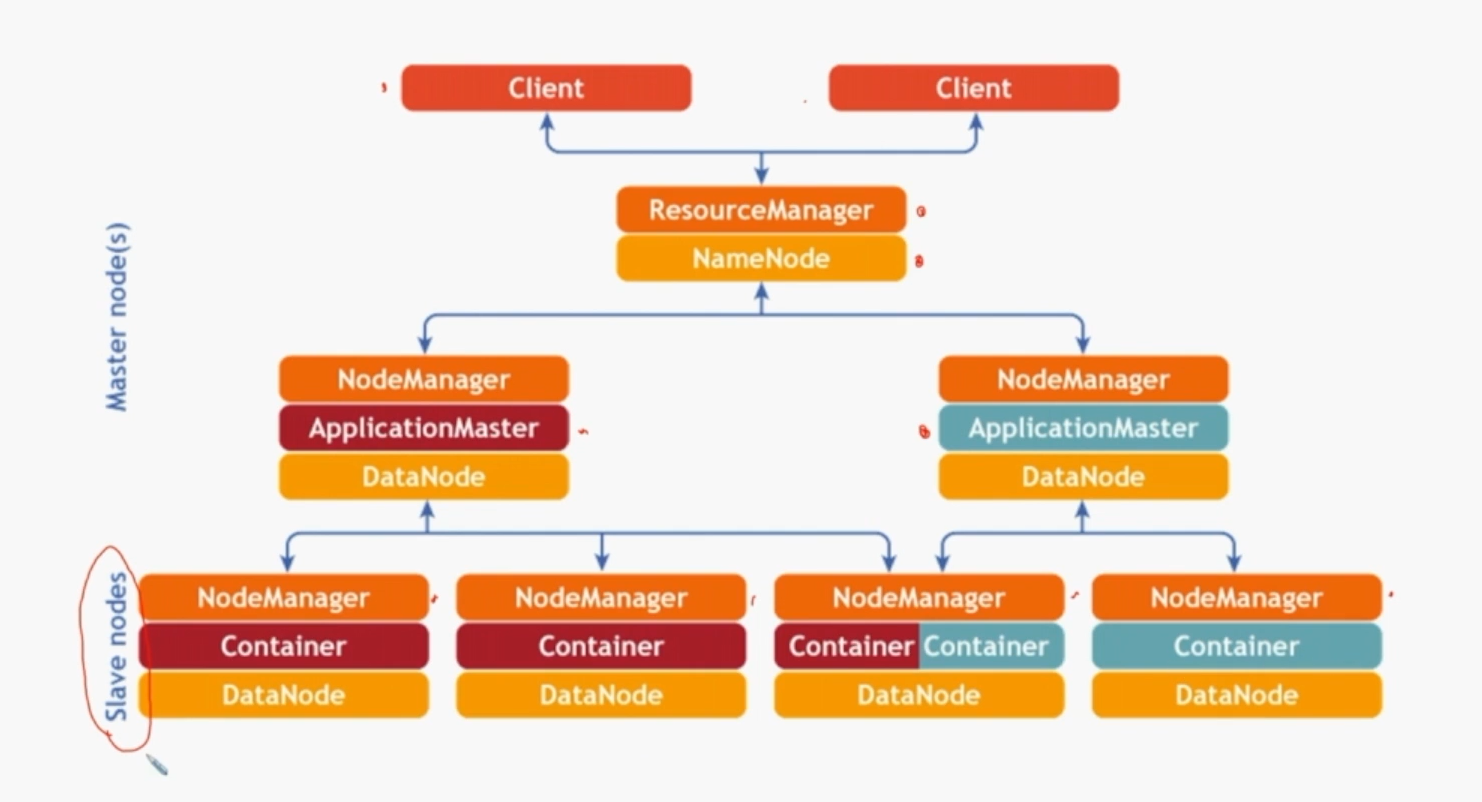 Client
Client
ResourceManager
NameNode
Master node(s)
NodeManager
ApplicationMaster
DataNode
NodeManager
ApplicationMaster
DataNode
Slave nodes
NodeManager
Container
DataNode
NodeManager
Container
DataNode
NodeManager
Container Container
DataNode
NodeManager
Container
DataNode